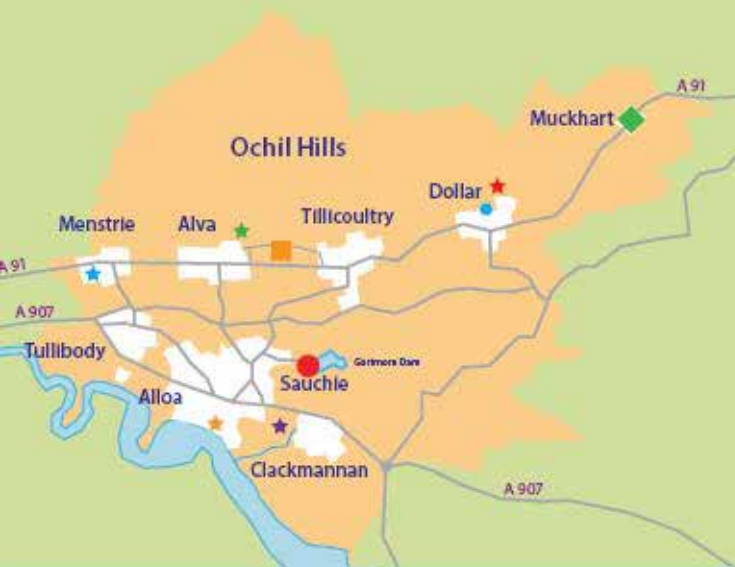 A 91
Muckhart
Ochil Hills
Dollar
Menstrie
Alva
Tillicoultry
A 91
A 907
Tullibody
Gartmorn Dam
Sauchie
Alloa
Clackmannan
A 907